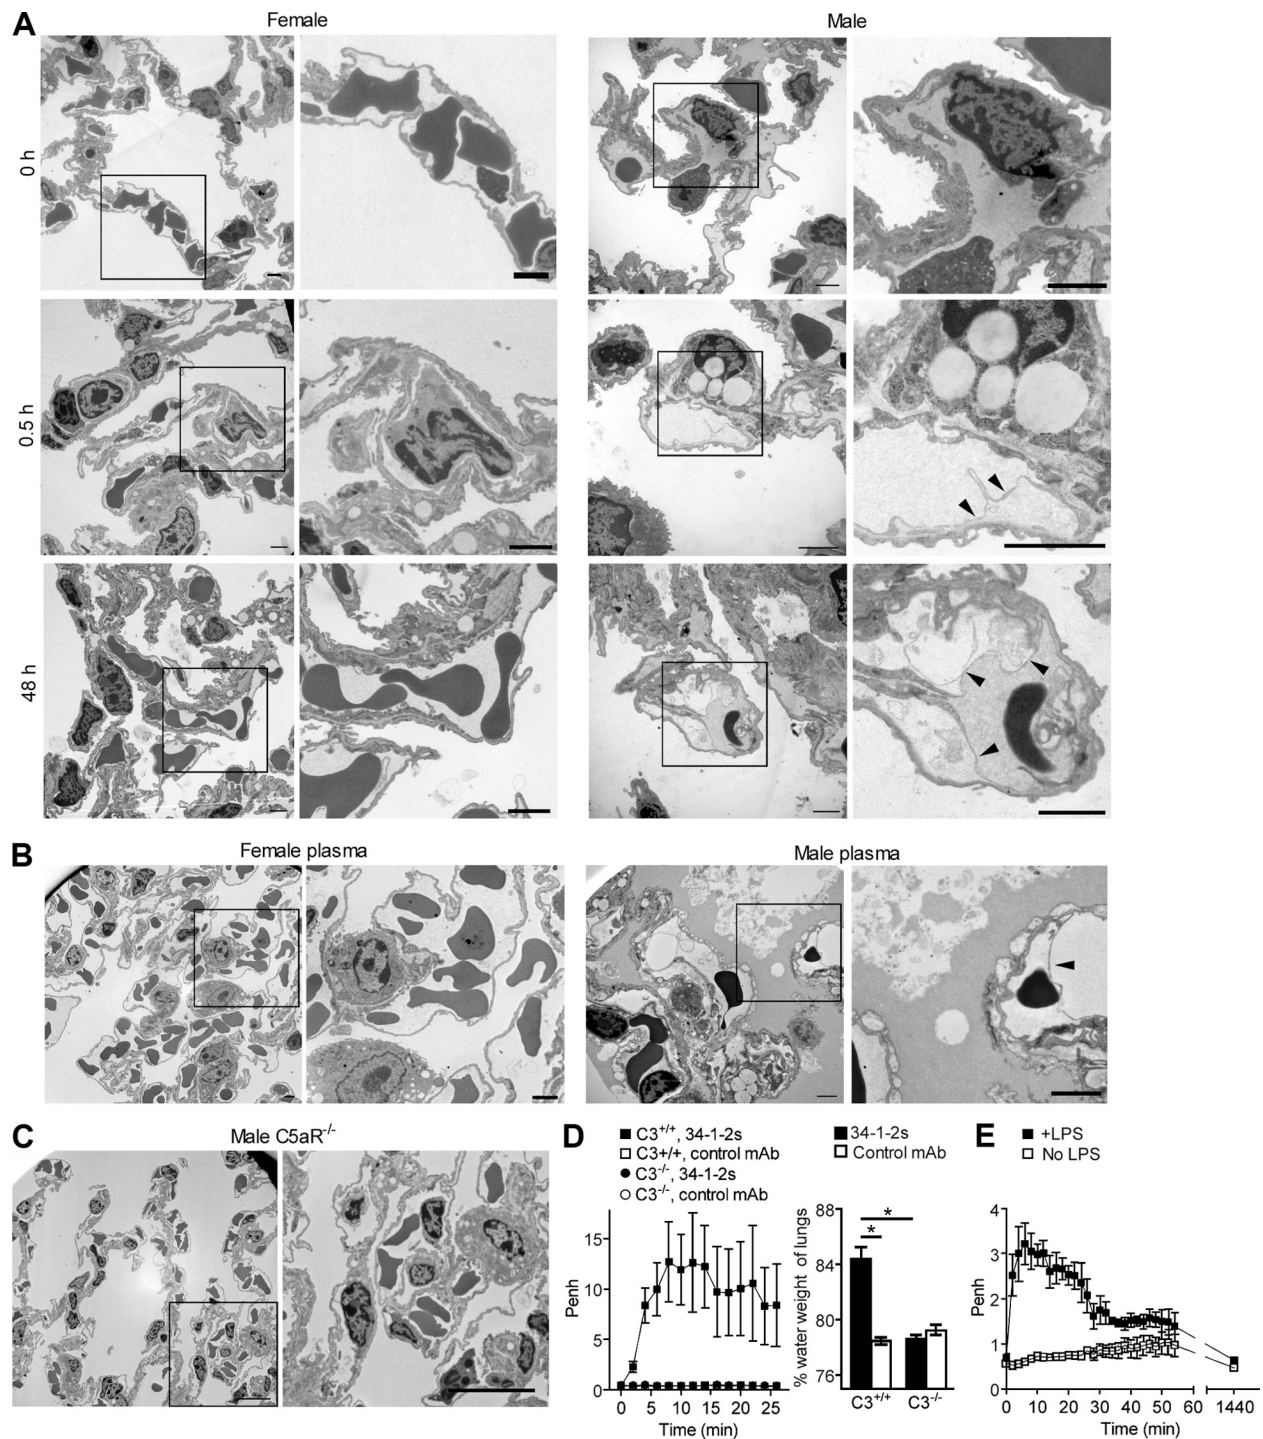 A
Female
Male
0 h
0.5 h
48 h
B
Female plasma
Male plasma
C
Male C5aR-/-
D
C3+/+, 34-1-2s
C3+/+, control mAb
C3-/-, 34-1-2s
C3-/-, control mAb
Penh
15
10
5
0
0 5 10 15 20 25
Time (min)
34-1-2s
Control mAb
% water weight of lungs
88
84
80
76
*
*
C3+/+ C3-/-
E
+LPS
No LPS
Penh
4
3
2
1
0
0 10 20 30 40 50 60 1440
Time (min)